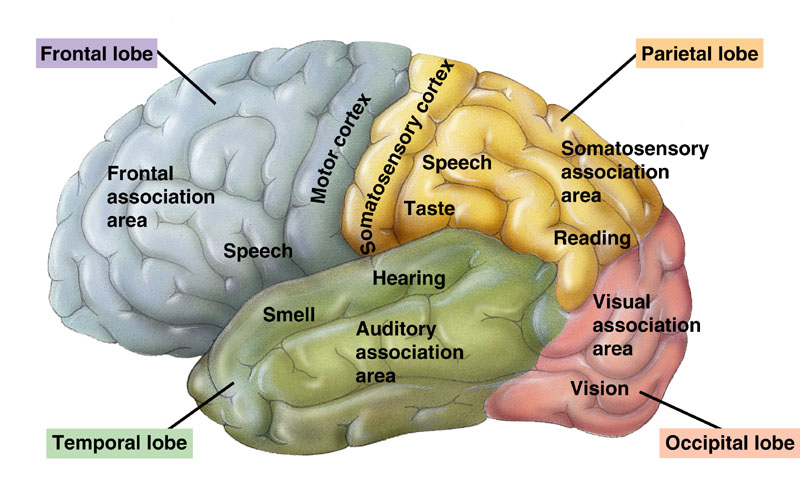 Frontal lobe
Parietal lobe
Motor cortex
Somatosensory cortex
Frontal
association
area
Speech
Speech
Taste
Somatosensory
association
area
Reading
Hearing
Smell
Auditory
association
area
Visual
association
area
Vision
Temporal lobe
Occipital lobe